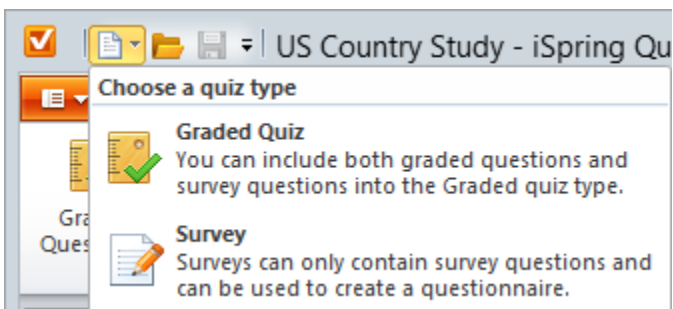 US Country Study - iSpring Qu
Choose a quiz type
Graded Quiz
You can include both graded questions and
survey questions into the Graded quiz type.
Gra
Ques
Survey
Surveys can only contain survey questions and
can be used to create a questionnaire.